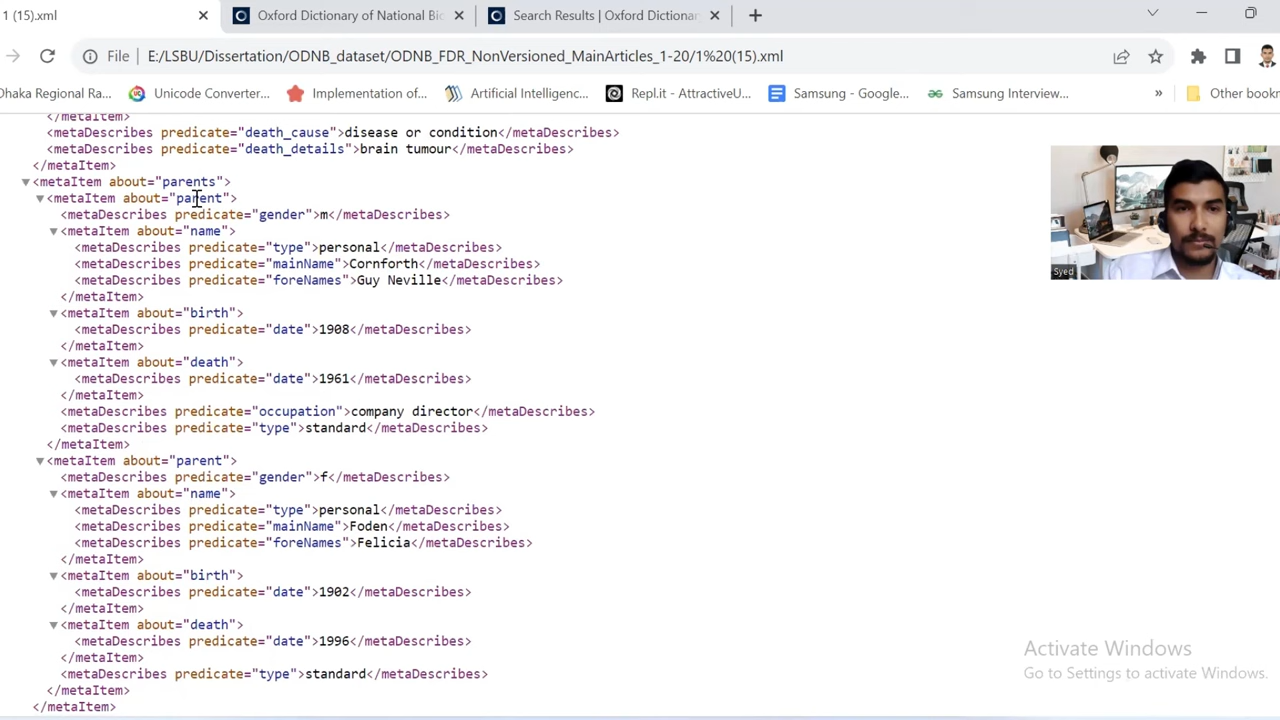 1 (15).xml
Oxford Dictionary of National Bio
Search Results | Oxford Dictionar
File
E:/LSBU/Dissertation/ODNB_dataset/ODNB_FDR_NonVersioned_MainArticles_1-20/1%20(15).xml
Dhaka Regional Ra...
Unicode Converter...
Implementation of...
Artificial Intelligenc...
Repl.it - AttractiveU...
Samsung - Google...
Samsung Interview...
»
Other bookm
</metaItem>
<metaDescribes predicate="death_cause">disease or condition</metaDescribes>
<metaDescribes predicate="death_details">brain tumour</metaDescribes>
</metaItem>
<metaItem about="parents">
<metaItem about="parent">
<metaDescribes predicate="gender">m</metaDescribes>
<metaItem about="name">
<metaDescribes predicate="type">personal</metaDescribes>
<metaDescribes predicate="mainName">Cornforth</metaDescribes>
<metaDescribes predicate="foreNames">Guy Neville</metaDescribes>
</metaItem>
<metaItem about="birth">
<metaDescribes predicate="date">1908</metaDescribes>
</metaItem>
<metaItem about="death">
<metaDescribes predicate="date">1961</metaDescribes>
</metaItem>
<metaDescribes predicate="occupation">company director</metaDescribes>
<metaDescribes predicate="type">standard</metaDescribes>
</metaItem>
<metaItem about="parent">
<metaDescribes predicate="gender">f</metaDescribes>
<metaItem about="name">
<metaDescribes predicate="type">personal</metaDescribes>
<metaDescribes predicate="mainName">Foden</metaDescribes>
<metaDescribes predicate="foreNames">Felicia</metaDescribes>
</metaItem>
<metaItem about="birth">
<metaDescribes predicate="date">1902</metaDescribes>
</metaItem>
<metaItem about="death">
<metaDescribes predicate="date">1996</metaDescribes>
</metaItem>
<metaDescribes predicate="type">standard</metaDescribes>
</metaItem>
</metaItem>
Syed
Activate Windows
Go to Settings to activate Windows.